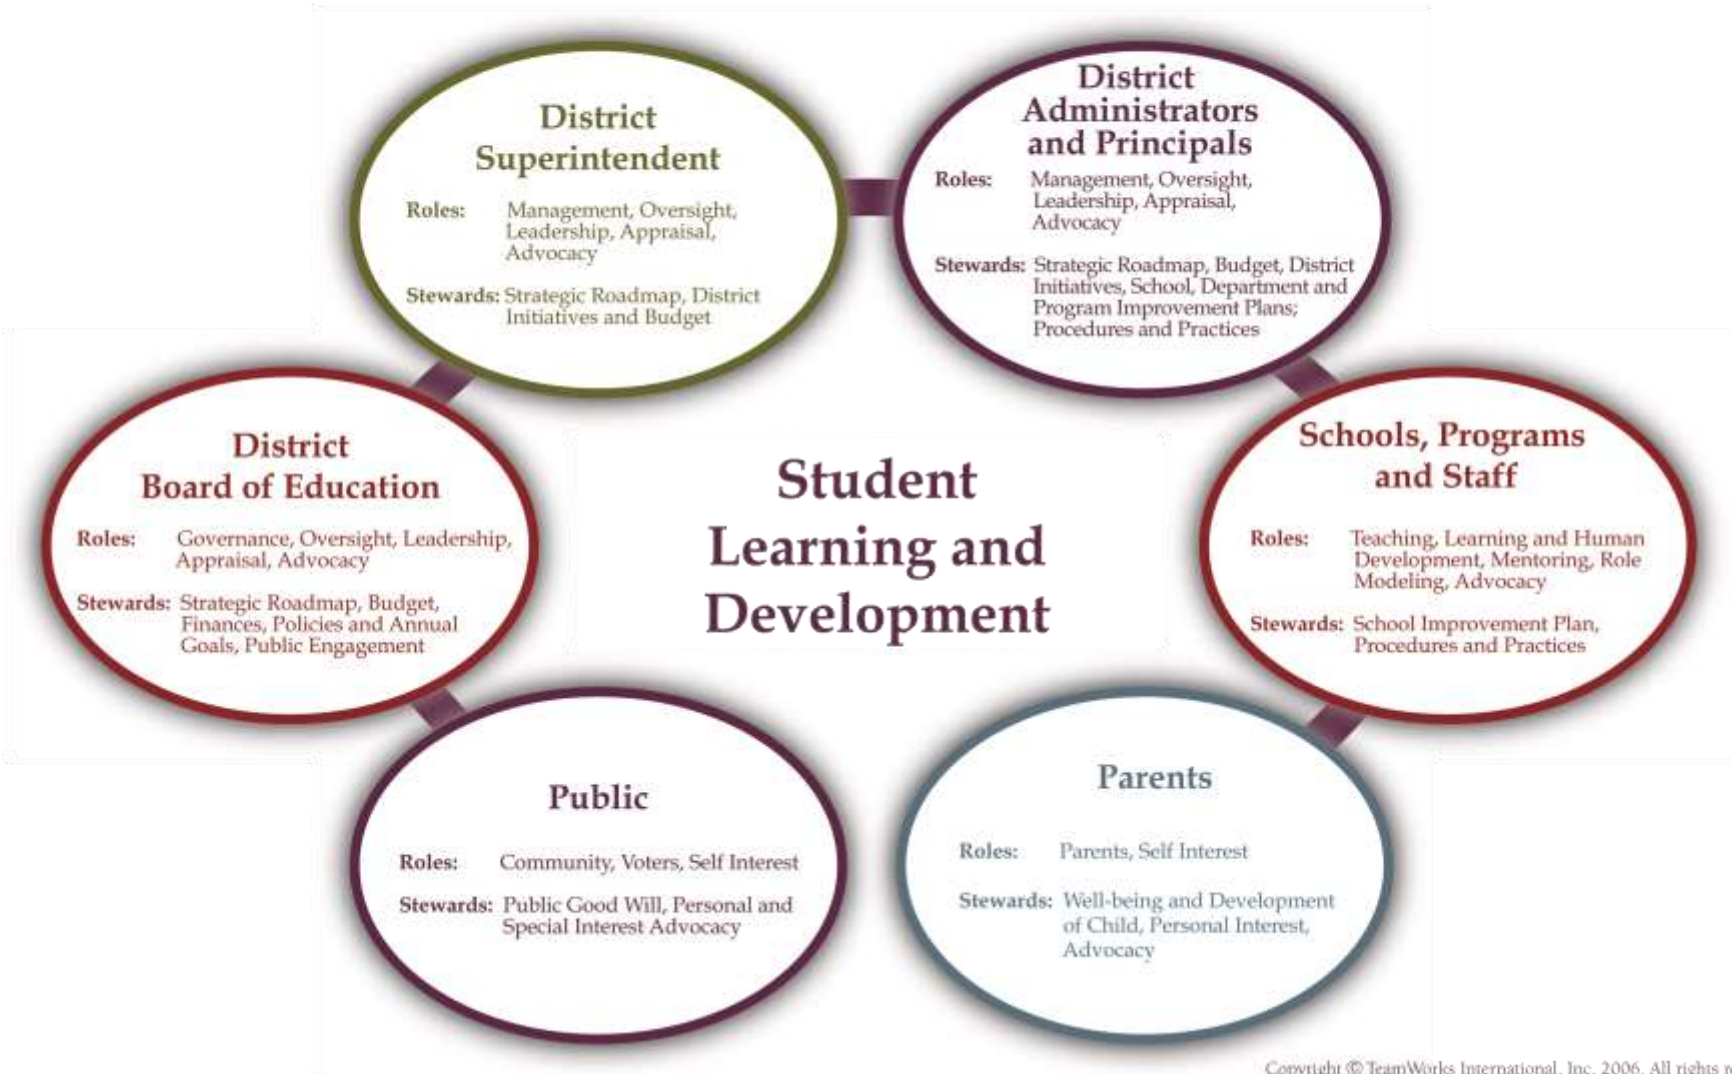 District
Superintendent
Roles: Management, Oversight,
Leadership, Appraisal,
Advocacy
Stewards: Strategic Roadmap, District
Initiatives and Budget
District
Administrators
and Principals
Roles: Management, Oversight,
Leadership, Appraisal,
Advocacy
Stewards: Strategic Roadmap, Budget, District
Initiatives, School, Department and
Program Improvement Plans;
Procedures and Practices
District
Board of Education
Roles: Governance, Oversight, Leadership,
Appraisal, Advocacy
Stewards: Strategic Roadmap, Budget,
Finances, Policies and Annual
Goals, Public Engagement
Student
Learning and
Development
Schools, Programs
and Staff
Roles: Teaching, Learning and Human
Development, Mentoring, Role
Modeling, Advocacy
Stewards: School Improvement Plan,
Procedures and Practices
Public
Roles: Community, Voters, Self Interest
Stewards: Public Good Will, Personal and
Special Interest Advocacy
Parents
Roles: Parents, Self Interest
Stewards: Well-being and Development
of Child, Personal Interest,
Advocacy
Copyright © TeamWorks International, Inc. 2006. All rights